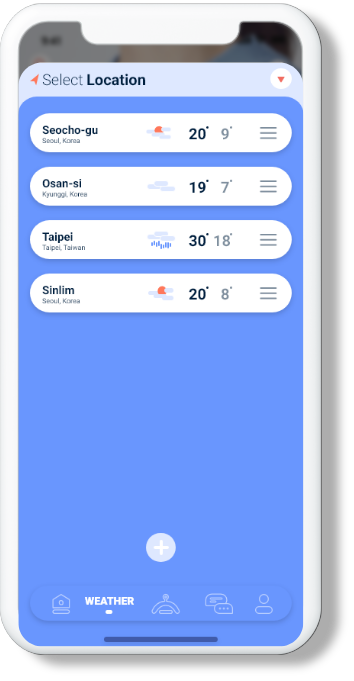 Select Location
Seocho-gu
Seoul, Korea
20° 9°
Osan-si
Kyunggi, Korea
19° 7°
Taipei
Taipei, Taiwan
30° 18°
Sinlim
Seoul, Korea
20° 8°
WEATHER